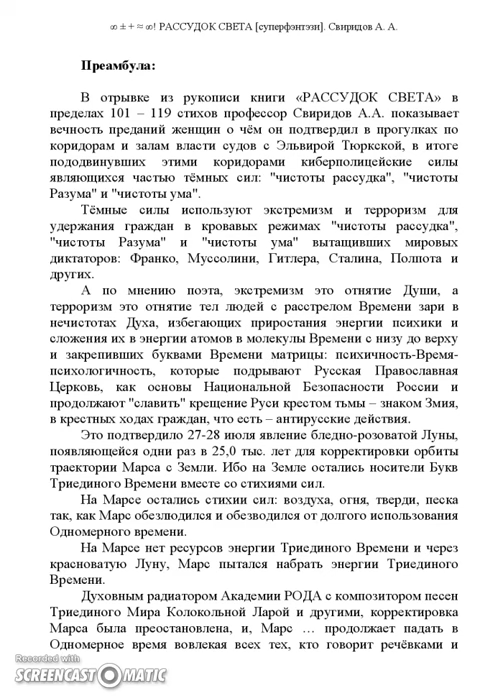 ∞ ± + ≈ ∞! РАССУДОК СВЕТА [суперфэнтэзи]. Свиридов А. А.
Преамбула:
В отрывке из рукописи книги «РАССУДОК СВЕТА» в
пределах 101 – 119 стихов профессор Свиридов А.А. показывает
вечность преданий женщин о чём он подтвердил в прогулках по
коридорам и залам власти судов с Эльвирой Тюркской, в итоге
пододвинувших этими коридорами киберполицейские силы
являющихся частью тёмных сил: "чистоты рассудка", "чистоты
Разума" и "чистоты ума".
Тёмные силы используют экстремизм и терроризм для
удержания граждан в кровавых режимах "чистоты рассудка",
"чистоты Разума" и "чистоты ума" вытащивших мировых
диктаторов: Франко, Муссолини, Гитлера, Сталина, Полпота и
других.
А по мнению поэта, экстремизм это отнятие Души, а
терроризм это отнятие тел людей с расстрелом Времени зари в
нечистотах Духа, избегающих приростания энергии психики и
сложения их в энергии атомов в молекулы Времени с низу до верху
и закрепивших буквами Времени матрицы: психичность-Время-
психологичность, которые подрывают Русская Православная
Церковь, как основы Национальной Безопасности России и
продолжают "славить" крещение Руси крестом тьмы – знаком Змия,
в крестных ходах граждан, что есть – антирусские действия.
Это подтвердило 27-28 июля явление бледно-розоватой Луны,
появляющейся одни раз в 25,0 тыс. лет для корректировки орбиты
траектории Марса с Земли. Ибо на Земле остались носители Букв
Триединого Времени вместе со стихиями сил.
На Марсе остались стихии сил: воздуха, огня, тверди, песка
так, как Марс обезлюдился и обезводился от долгого использования
Одномерного времени.
На Марсе нет ресурсов энергии Триединого Времени и через
красноватую Луну, Марс пытался набрать энергии Триединого
Времени.
Духовным радиатором Академии РОДА с композитором песен
Триединого Мира Колокольной Ларой и другими, корректировка
Марса была преостановлена, и, Марс … продолжает падать в
Одномерное время вовлекая всех тех, кто говорит речёвками и
Recorded with
SCREENCAST-O-MATIC